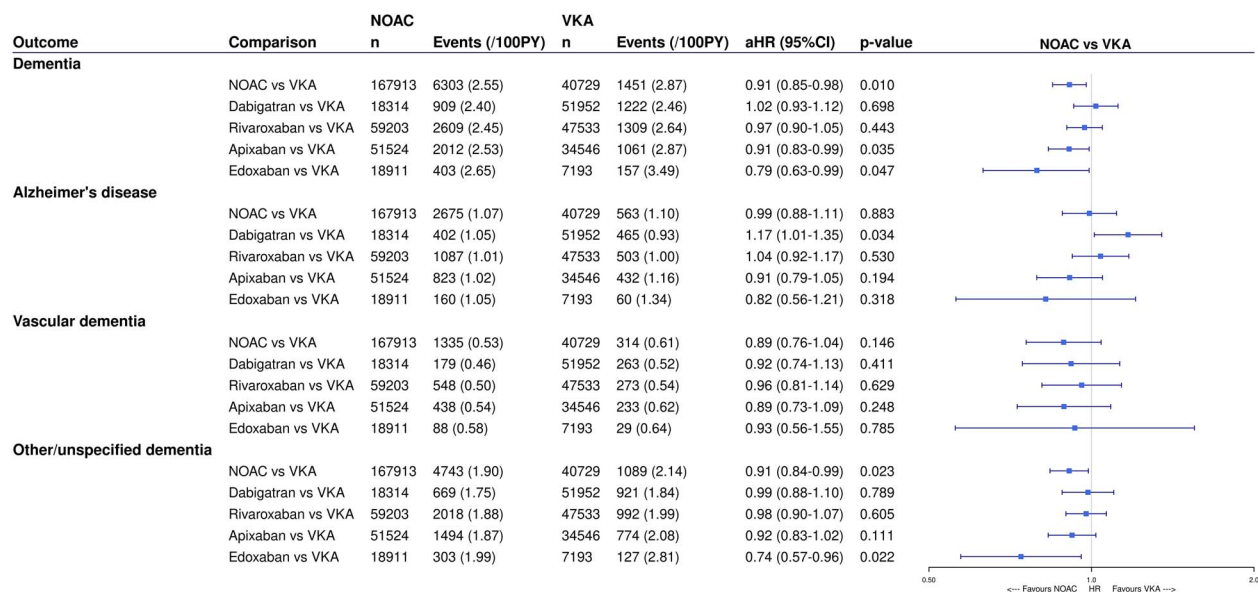 NOAC VKA
Outcome Comparison n Events (/100PY) n Events (/100PY) aHR (95%CI) p-value NOAC vs VKA
Dementia
NOAC vs VKA 167913 6303 (2.55) 40729 1451 (2.87) 0.91 (0.85-0.98) 0.010
Dabigatran vs VKA 18314 909 (2.40) 51952 1222 (2.46) 1.02 (0.93-1.12) 0.698
Rivaroxaban vs VKA 59203 2609 (2.45) 47533 1309 (2.64) 0.97 (0.90-1.05) 0.443
Apixaban vs VKA 51524 2012 (2.53) 34546 1061 (2.87) 0.91 (0.83-0.99) 0.035
Edoxaban vs VKA 18911 403 (2.65) 7193 157 (3.49) 0.79 (0.63-0.99) 0.047
Alzheimer's disease
NOAC vs VKA 167913 2675 (1.07) 40729 563 (1.10) 0.99 (0.88-1.11) 0.883
Dabigatran vs VKA 18314 402 (1.05) 51952 465 (0.93) 1.17 (1.01-1.35) 0.034
Rivaroxaban vs VKA 59203 1087 (1.01) 47533 503 (1.00) 1.04 (0.92-1.17) 0.530
Apixaban vs VKA 51524 823 (1.02) 34546 432 (1.16) 0.91 (0.79-1.05) 0.194
Edoxaban vs VKA 18911 160 (1.05) 7193 60 (1.34) 0.82 (0.56-1.21) 0.318
Vascular dementia
NOAC vs VKA 167913 1335 (0.53) 40729 314 (0.61) 0.89 (0.76-1.04) 0.146
Dabigatran vs VKA 18314 179 (0.46) 51952 263 (0.52) 0.92 (0.74-1.13) 0.411
Rivaroxaban vs VKA 59203 548 (0.50) 47533 273 (0.54) 0.96 (0.81-1.14) 0.629
Apixaban vs VKA 51524 438 (0.54) 34546 233 (0.62) 0.89 (0.73-1.09) 0.248
Edoxaban vs VKA 18911 88 (0.58) 7193 29 (0.64) 0.93 (0.56-1.55) 0.785
Other/unspecified dementia
NOAC vs VKA 167913 4743 (1.90) 40729 1089 (2.14) 0.91 (0.84-0.99) 0.023
Dabigatran vs VKA 18314 669 (1.75) 51952 921 (1.84) 0.99 (0.88-1.10) 0.789
Rivaroxaban vs VKA 59203 2018 (1.88) 47533 992 (1.99) 0.98 (0.90-1.07) 0.605
Apixaban vs VKA 51524 1494 (1.87) 34546 774 (2.08) 0.92 (0.83-1.02) 0.111
Edoxaban vs VKA 18911 303 (1.99) 7193 127 (2.81) 0.74 (0.57-0.96) 0.022
0.50 1.0 2.0
<--- Favours NOAC HR Favours VKA --->